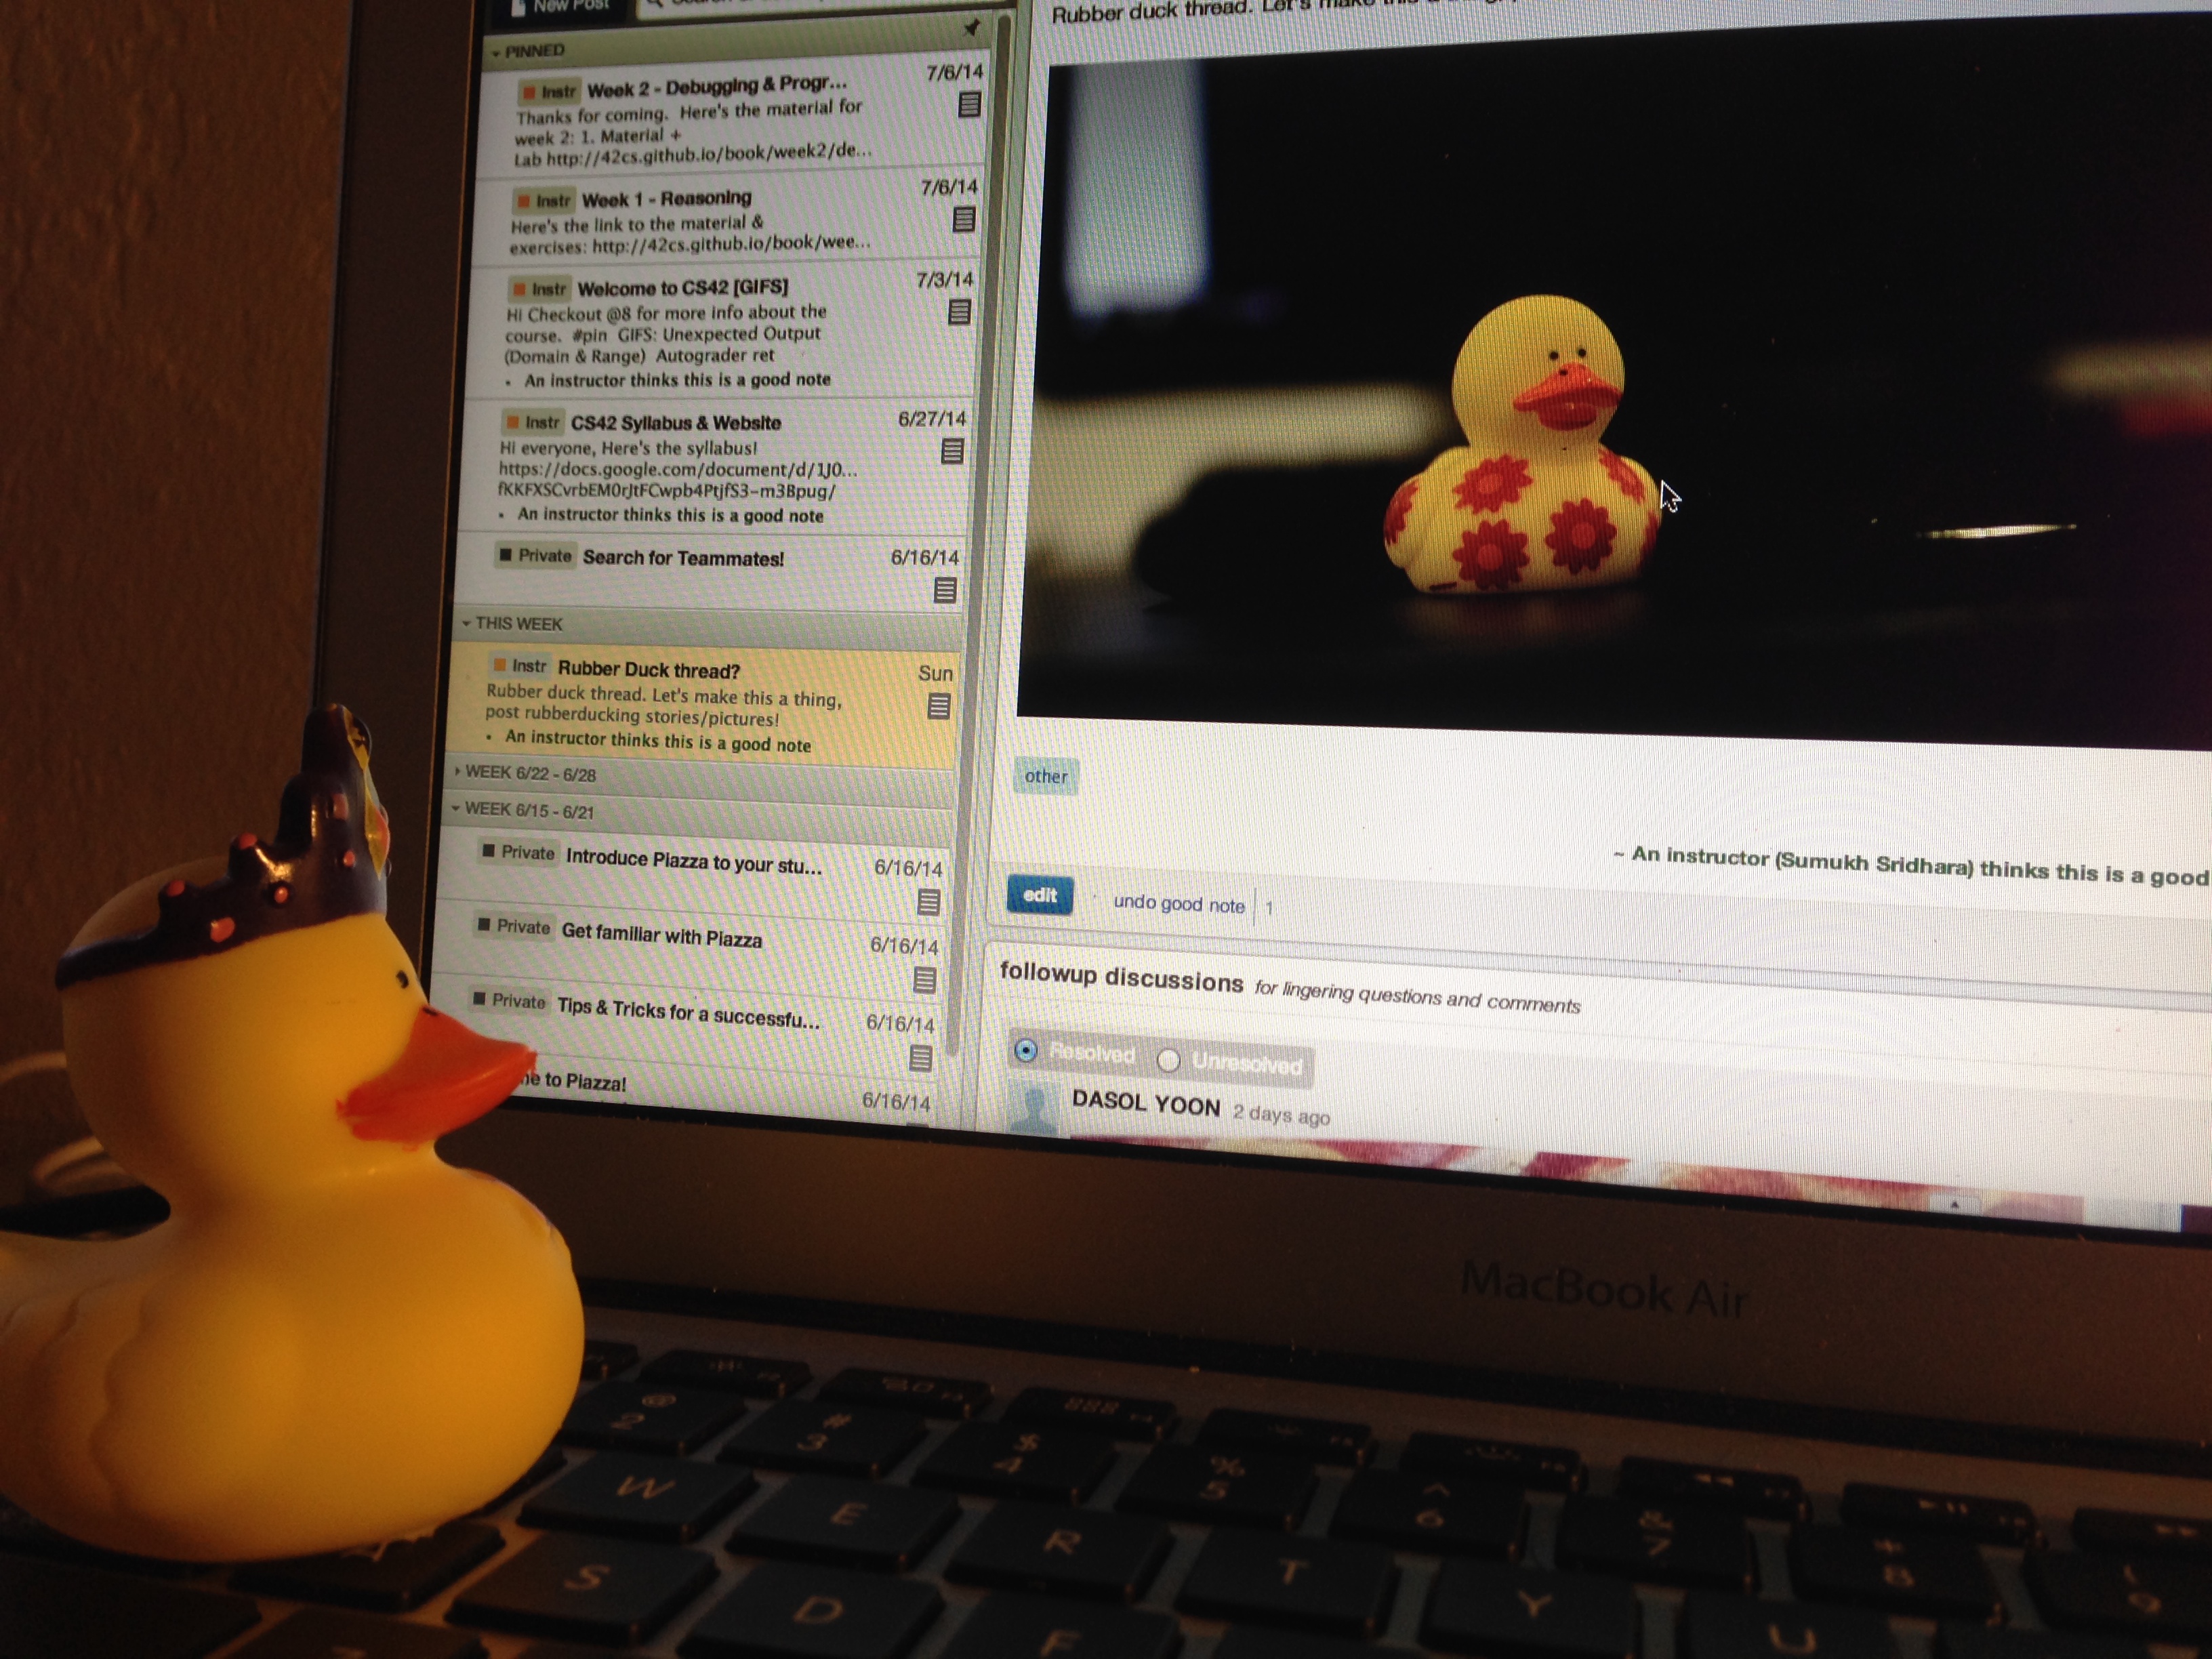 New Post
Rubber duck thread. Let's make this a
PINNED
Instr Week 2 - Debugging & Progr... 7/6/14
Thanks for coming. Here's the material for
week 2: 1. Material +
Lab http://42cs.github.io/book/week2/de...
Instr Week 1 - Reasoning 7/6/14
Here's the link to the material &
exercises: http://42cs.github.io/book/wee...
Instr Welcome to CS42 [GIFS] 7/3/14
Hi Checkout @8 for more info about the
course. #pin GIFS: Unexpected Output
(Domain & Range) Autograder ret
• An instructor thinks this is a good note
Instr CS42 Syllabus & Website 6/27/14
Hi everyone, Here's the syllabus!
https://docs.google.com/document/d/1J0...
fKKFXSCvrbEM0rJtFCwpb4PtjfS3-m3Bpug/
• An instructor thinks this is a good note
Private Search for Teammates! 6/16/14
THIS WEEK
Instr Rubber Duck thread? Sun
Rubber duck thread. Let's make this a thing,
post rubberducking stories/pictures!
• An instructor thinks this is a good note
WEEK 6/22 - 6/28
WEEK 6/15 - 6/21
Private Introduce Piazza to your stu... 6/16/14
Private Get familiar with Piazza 6/16/14
Private Tips & Tricks for a successfu... 6/16/14
e to Piazza! 6/16/14
other
~ An instructor (Sumukh Sridhara) thinks this is a good
edit · undo good note 1
followup discussions for lingering questions and comments
Resolved Unresolved
DASOL YOON 2 days ago
MacBook Air
@ # $ % ^ & *
2 3 4 5 6 7 8 9
W E R T Y U
S D F